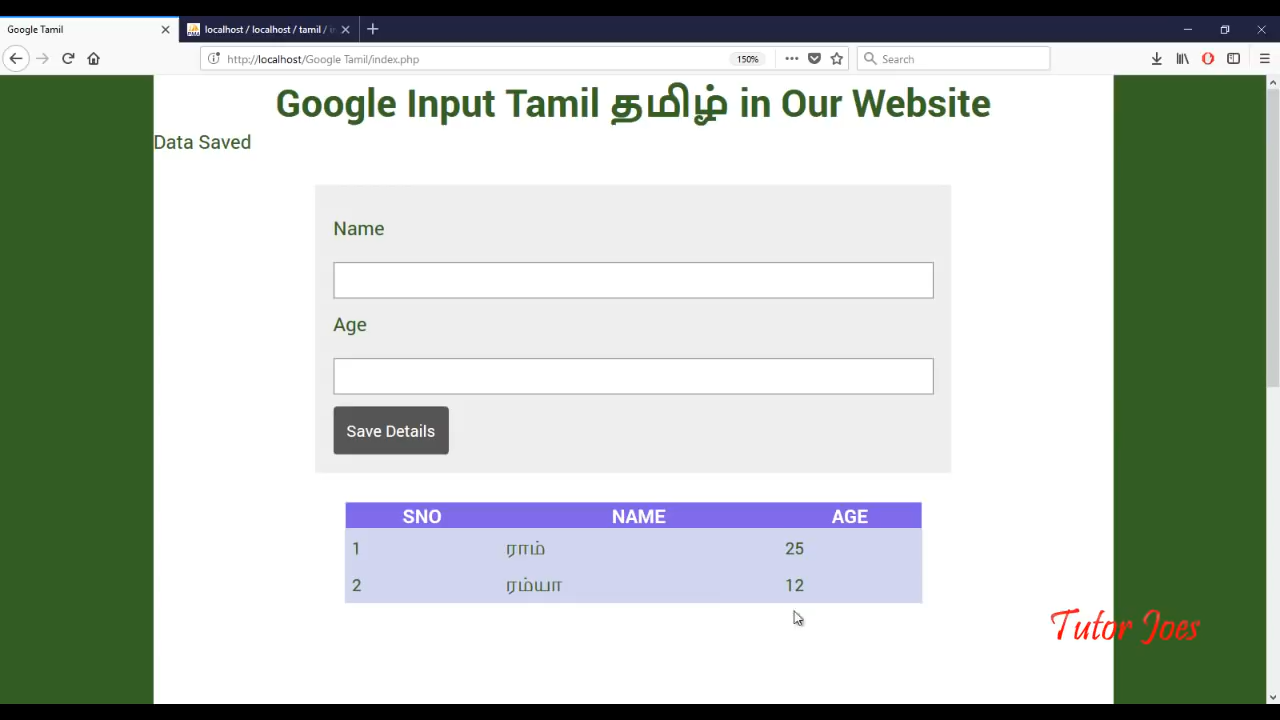 Google Tamil
localhost / localhost / tamil /
http://localhost/Google Tamil/index.php
150%
Search
Google Input Tamil தமிழ் in Our Website
Data Saved
Name
Age
Save Details
SNO NAME AGE
1 ராம் 25
2 ரம்யா 12
Tutor Joes